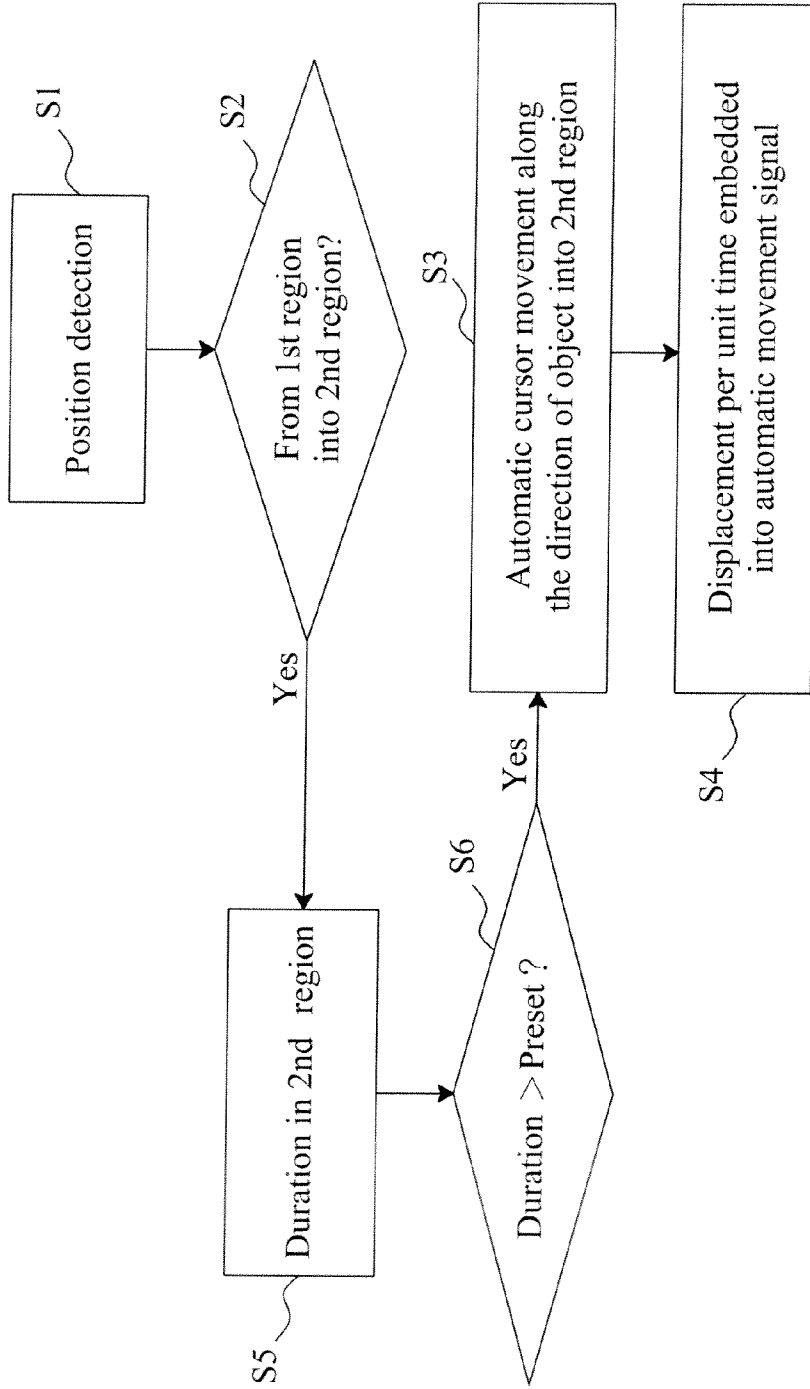 S1
Position detection
S2
From 1st region
into 2nd region?
Yes
S5
Duration in 2nd region
S6
Duration > Preset ?
Yes
S3
Automatic cursor movement along
the direction of object into 2nd region
S4
Displacement per unit time embedded
into automatic movement signal